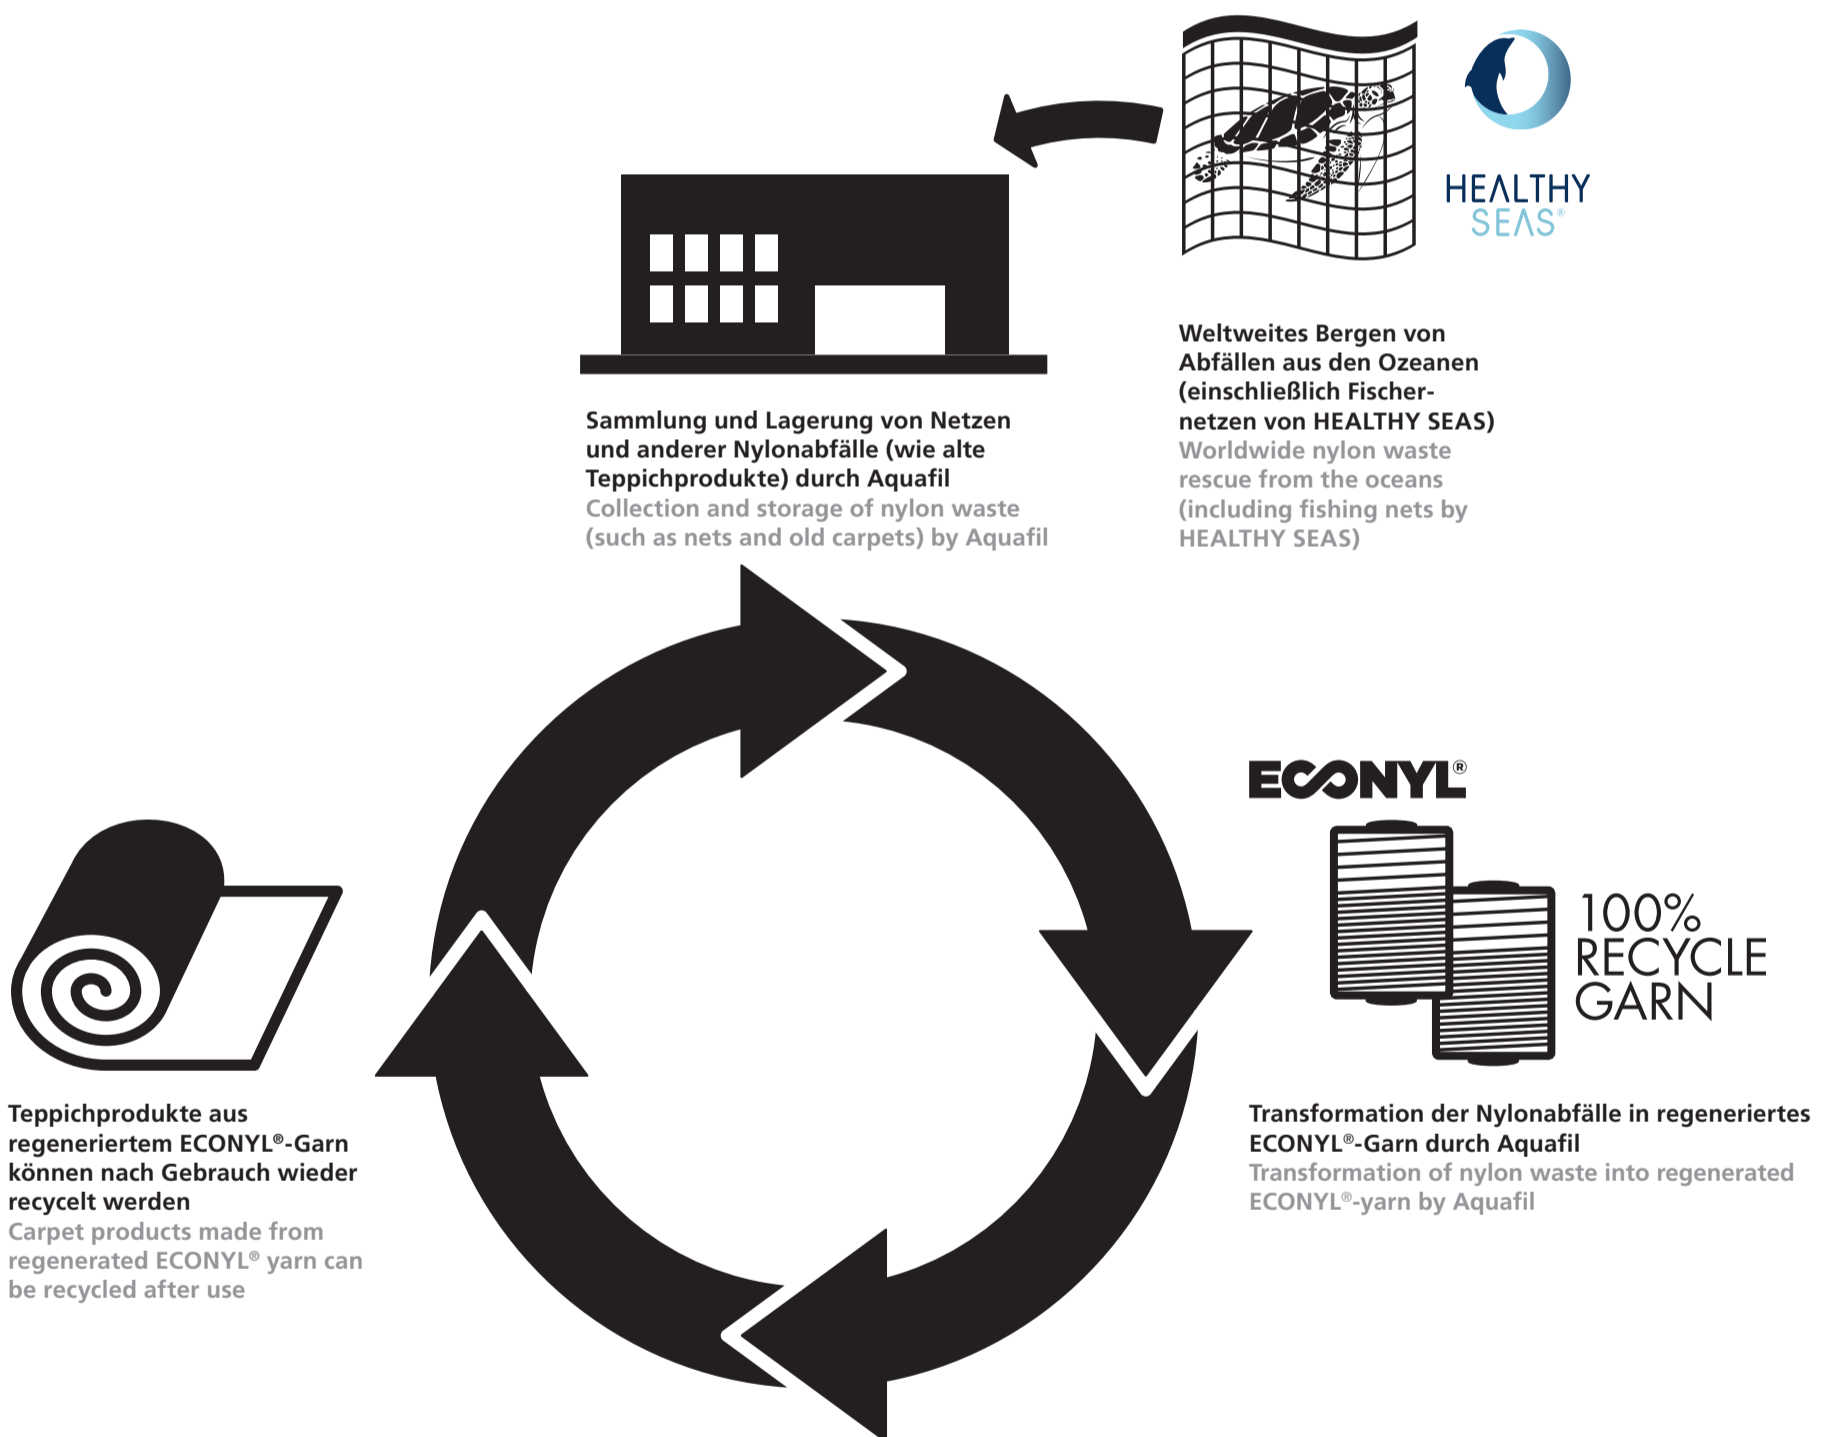 HEALTHY
SEAS®
Weltweites Bergen von
Abfällen aus den Ozeanen
(einschließlich Fischer-
netzen von HEALTHY SEAS)
Worldwide nylon waste
rescue from the oceans
(including fishing nets by
HEALTHY SEAS)
Sammlung und Lagerung von Netzen
und anderer Nylonabfälle (wie alte
Teppichprodukte) durch Aquafil
Collection and storage of nylon waste
(such as nets and old carpets) by Aquafil
ECONYL®
100%
RECYCLE
GARN
Transformation der Nylonabfälle in regeneriertes
ECONYL®-Garn durch Aquafil
Transformation of nylon waste into regenerated
ECONYL®-yarn by Aquafil
Teppichprodukte aus
regeneriertem ECONYL®-Garn
können nach Gebrauch wieder
recycelt werden
Carpet products made from
regenerated ECONYL® yarn can
be recycled after use